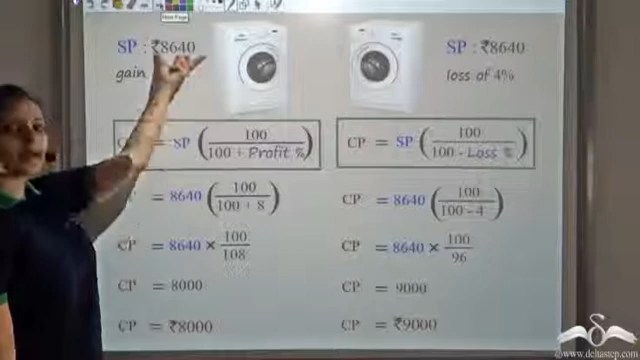 New Page
SP : ₹8640
gain
= SP (100 / 100 + Profit %)
= 8640 (100 / 100 + 8)
CP = 8640 × 100 / 108
CP = 8000
CP = ₹8000
SP : ₹8640
loss of 4%
CP = SP (100 / 100 - Loss %)
CP = 8640 (100 / 100 - 4)
CP = 8640 × 100 / 96
CP = 9000
CP = ₹9000
www.deltastep.com